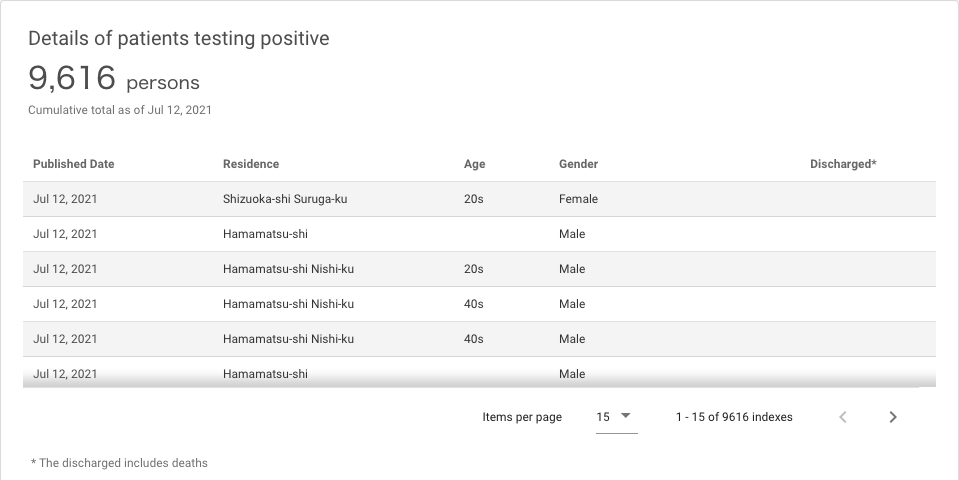 Details of patients testing positive
9,616 persons
Cumulative total as of Jul 12, 2021
Published Date Residence Age Gender Discharged*
Jul 12, 2021 Shizuoka-shi Suruga-ku 20s Female
Jul 12, 2021 Hamamatsu-shi Male
Jul 12, 2021 Hamamatsu-shi Nishi-ku 20s Male
Jul 12, 2021 Hamamatsu-shi Nishi-ku 40s Male
Jul 12, 2021 Hamamatsu-shi Nishi-ku 40s Male
Jul 12, 2021 Hamamatsu-shi Male
Items per page 15 1 - 15 of 9616 indexes
* The discharged includes deaths